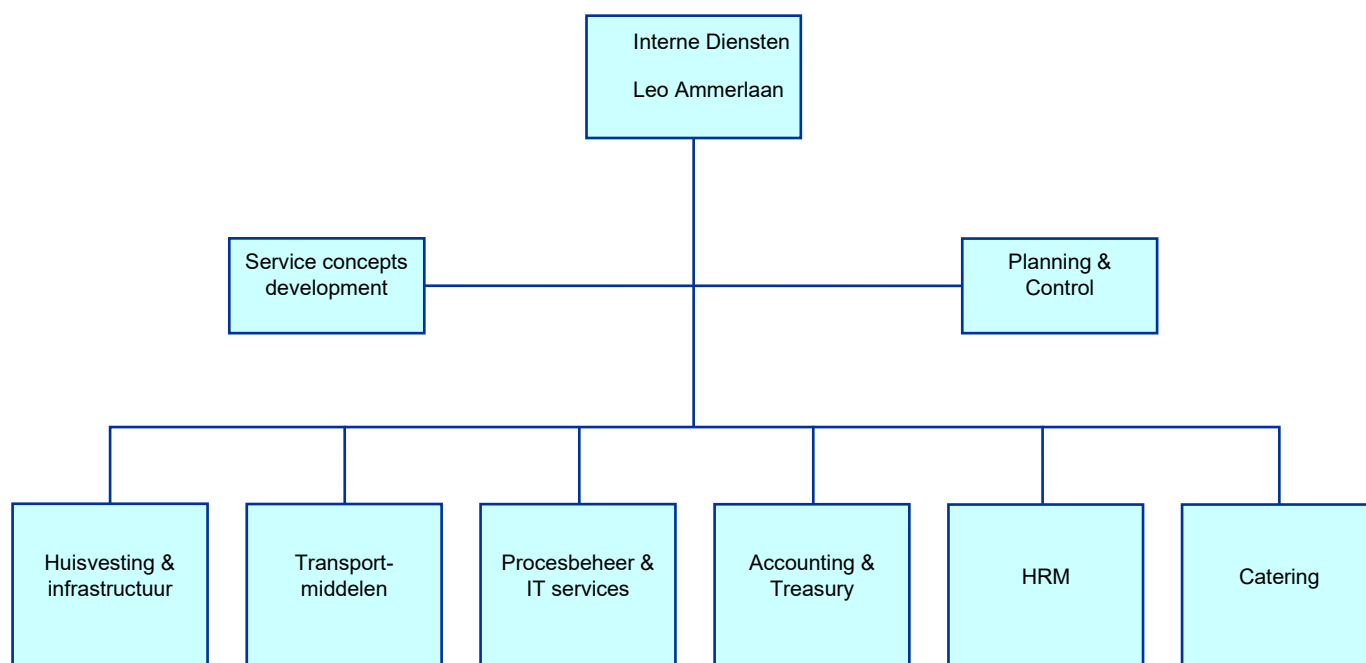 Interne Diensten
Leo Ammerlaan
Service concepts
development
Planning &
Control
Huisvesting &
infrastructuur
Transport-
middelen
Procesbeheer &
IT services
Accounting &
Treasury
HRM
Catering